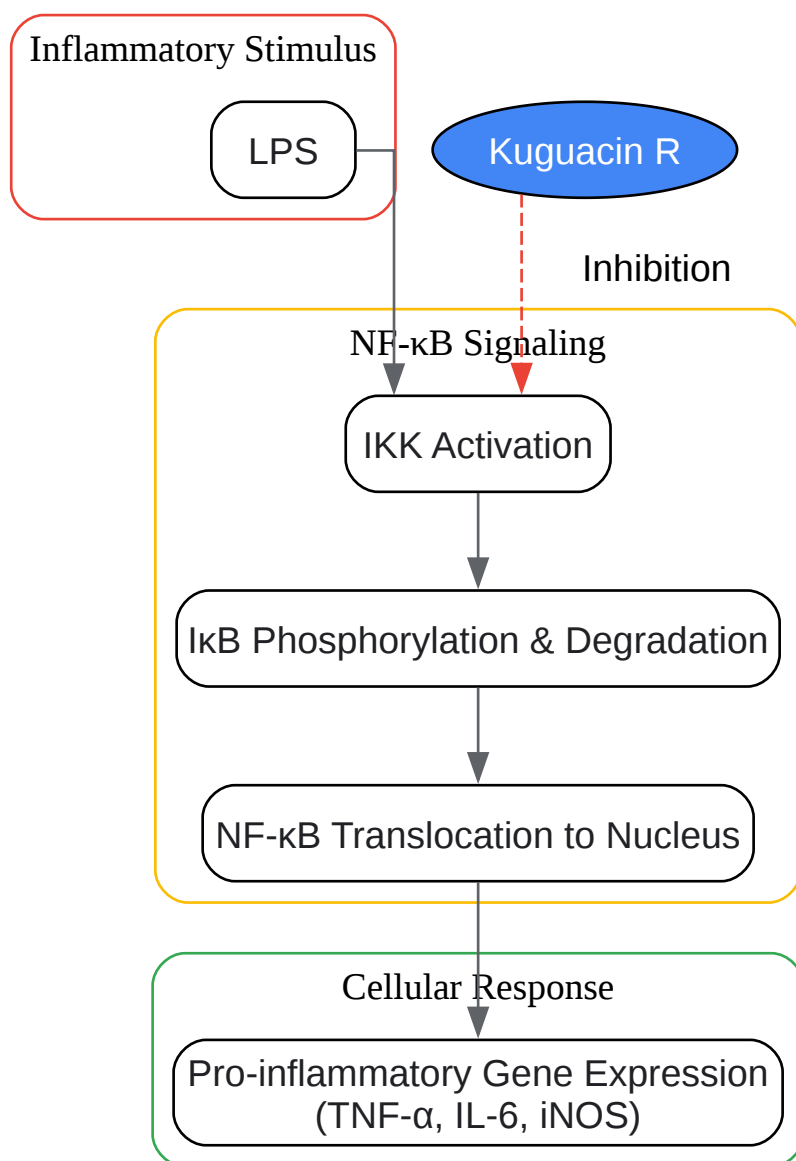 Inflammatory Stimulus
LPS
Kuguacin R
Inhibition
NF-κB Signaling
IKK Activation
IκB Phosphorylation & Degradation
NF-κB Translocation to Nucleus
Cellular Response
Pro-inflammatory Gene Expression
(TNF-α, IL-6, iNOS)